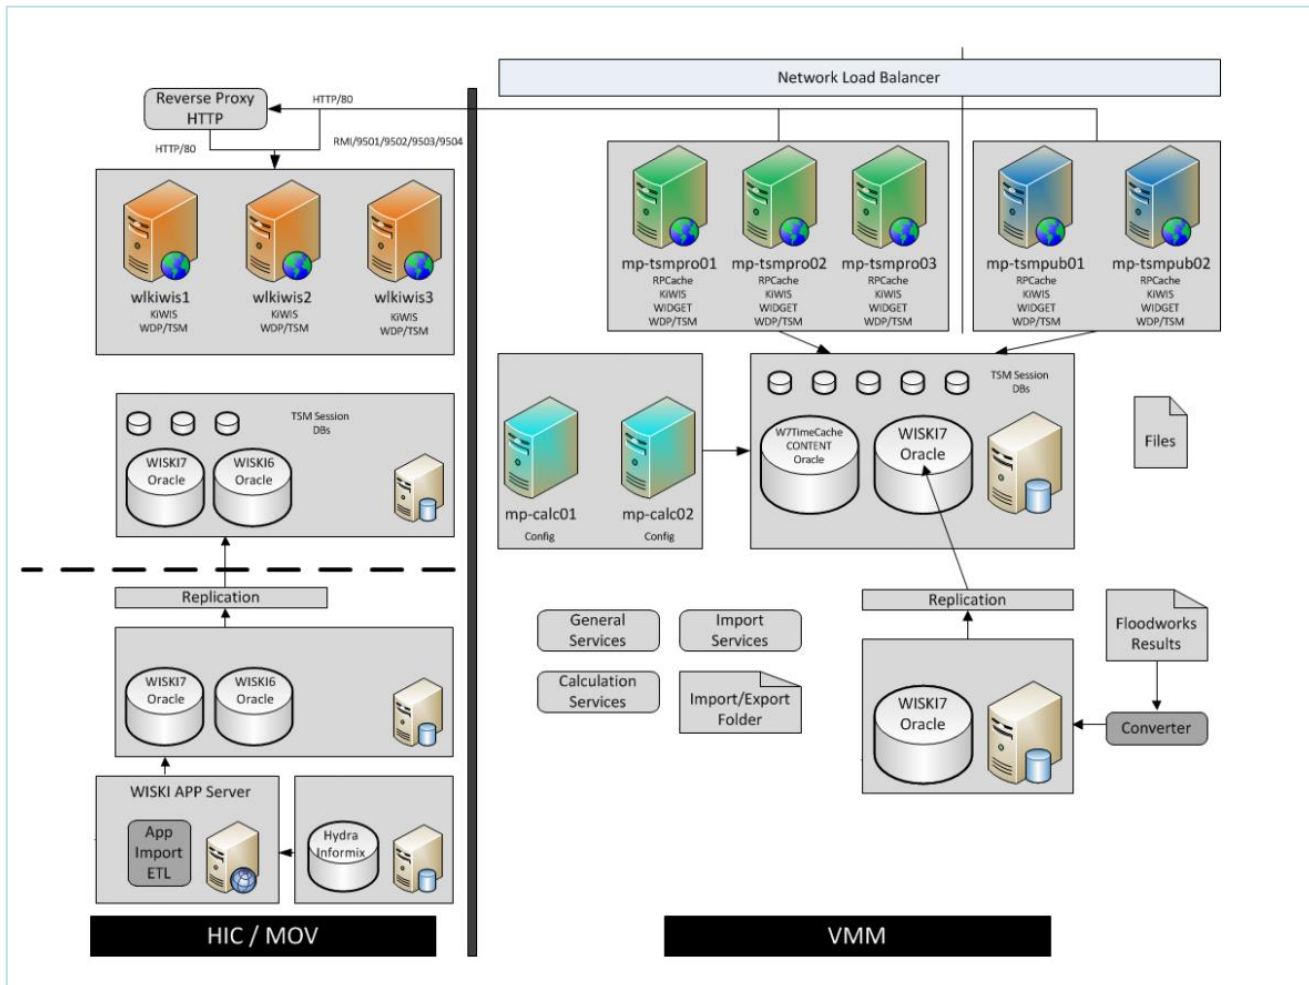 Network Load Balancer
Reverse Proxy
HTTP
HTTP/80
HTTP/80
RMI/9501/9502/9503/9504
wlkiwis1
KiWIS
WDP/TSM
wlkiwis2
KiWIS
WDP/TSM
wlkiwis3
KiWIS
WDP/TSM
mp-tsmpro01
RPCache
KiWIS
WIDGET
WDP/TSM
mp-tsmpro02
RPCache
KiWIS
WIDGET
WDP/TSM
mp-tsmpro03
RPCache
KiWIS
WIDGET
WDP/TSM
mp-tsmpub01
RPCache
KiWIS
WIDGET
WDP/TSM
mp-tsmpub02
RPCache
KiWIS
WIDGET
WDP/TSM
TSM Session
DBs
WISKI7
Oracle
WISKI6
Oracle
mp-calc01
Config
mp-calc02
Config
TSM Session
DBs
W7TimeCache
CONTENT
Oracle
WISKI7
Oracle
Files
Replication
WISKI7
Oracle
WISKI6
Oracle
General
Services
Import
Services
Calculation
Services
Import/Export
Folder
Replication
WISKI7
Oracle
Floodworks
Results
Converter
WISKI APP Server
App
Import
ETL
Hydra
Informix
HIC / MOV
VMM